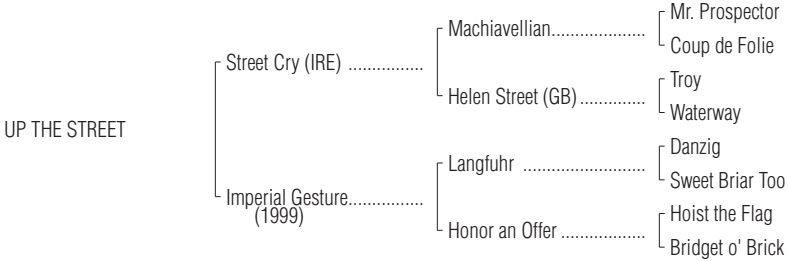 Mr. Prospector
Machiavellian....................
Coup de Folie
Street Cry (IRE) ................
Troy
Helen Street (GB)..............
Waterway
UP THE STREET
Danzig
Langfuhr ..........................
Sweet Briar Too
Imperial Gesture................
(1999)
Hoist the Flag
Honor an Offer ..................
Bridget o' Brick